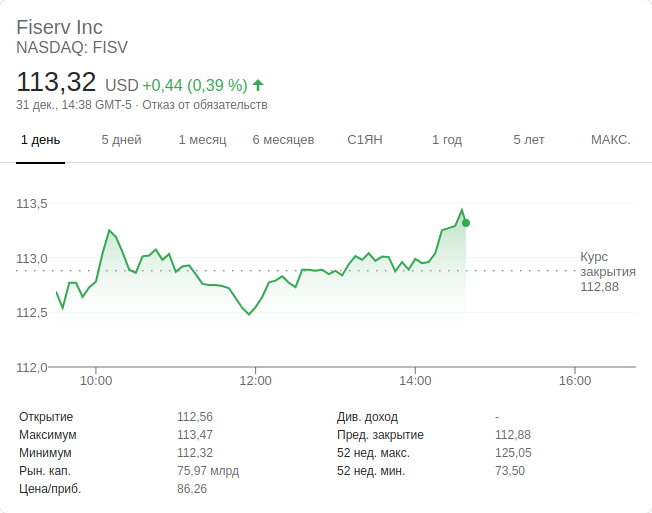 Fiserv Inc
NASDAQ: FISV
113,32 USD +0,44 (0,39 %)
31 дек., 14:38 GMT-5 · Отказ от обязательств
1 день 5 дней 1 месяц 6 месяцев С1ЯН 1 год 5 лет МАКС.
113,5
113,0
112,5
112,0
Курс
закрытия
112,88
10:00 12:00 14:00 16:00
Открытие 112,56 Див. доход -
Максимум 113,47 Пред. закрытие 112,88
Минимум 112,32 52 нед. макс. 125,05
Рын. кап. 75,97 млрд 52 нед. мин. 73,50
Цена/приб. 86,26